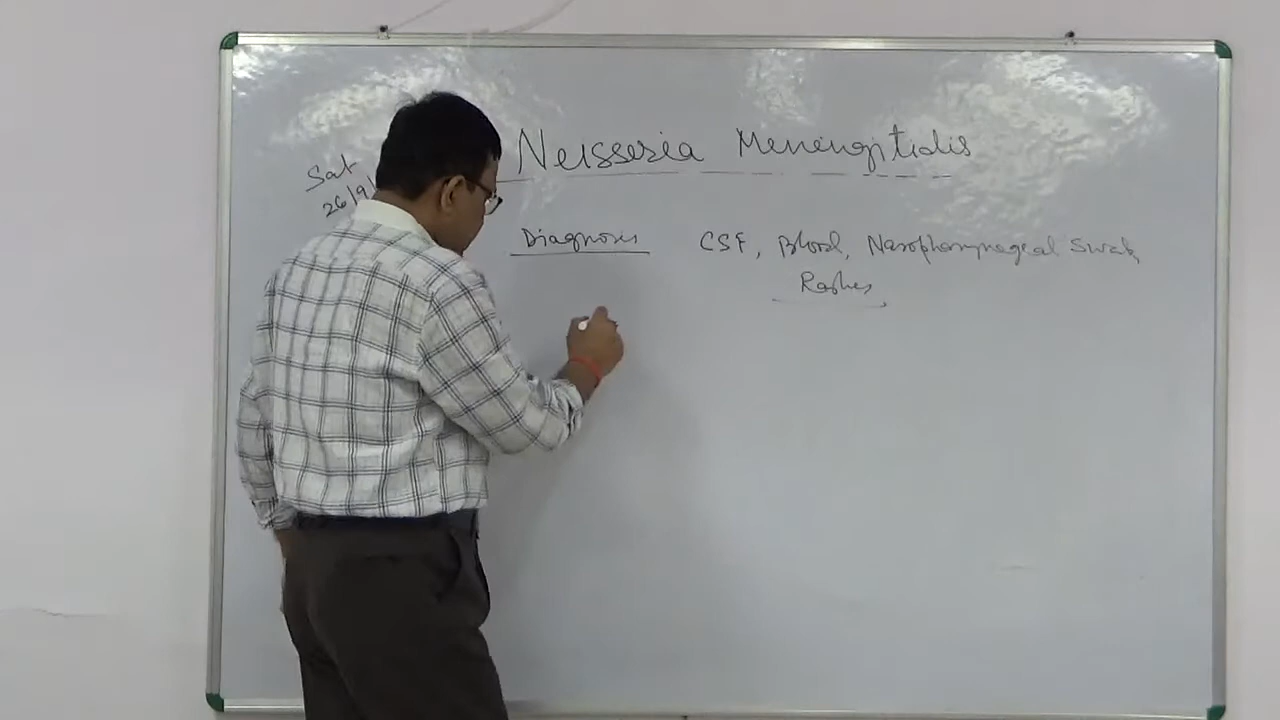 Neisseria Meningitidis
Sat
26/9/
Diagnosis CSF, Blood, Nasopharyngeal Swab,
Rashes